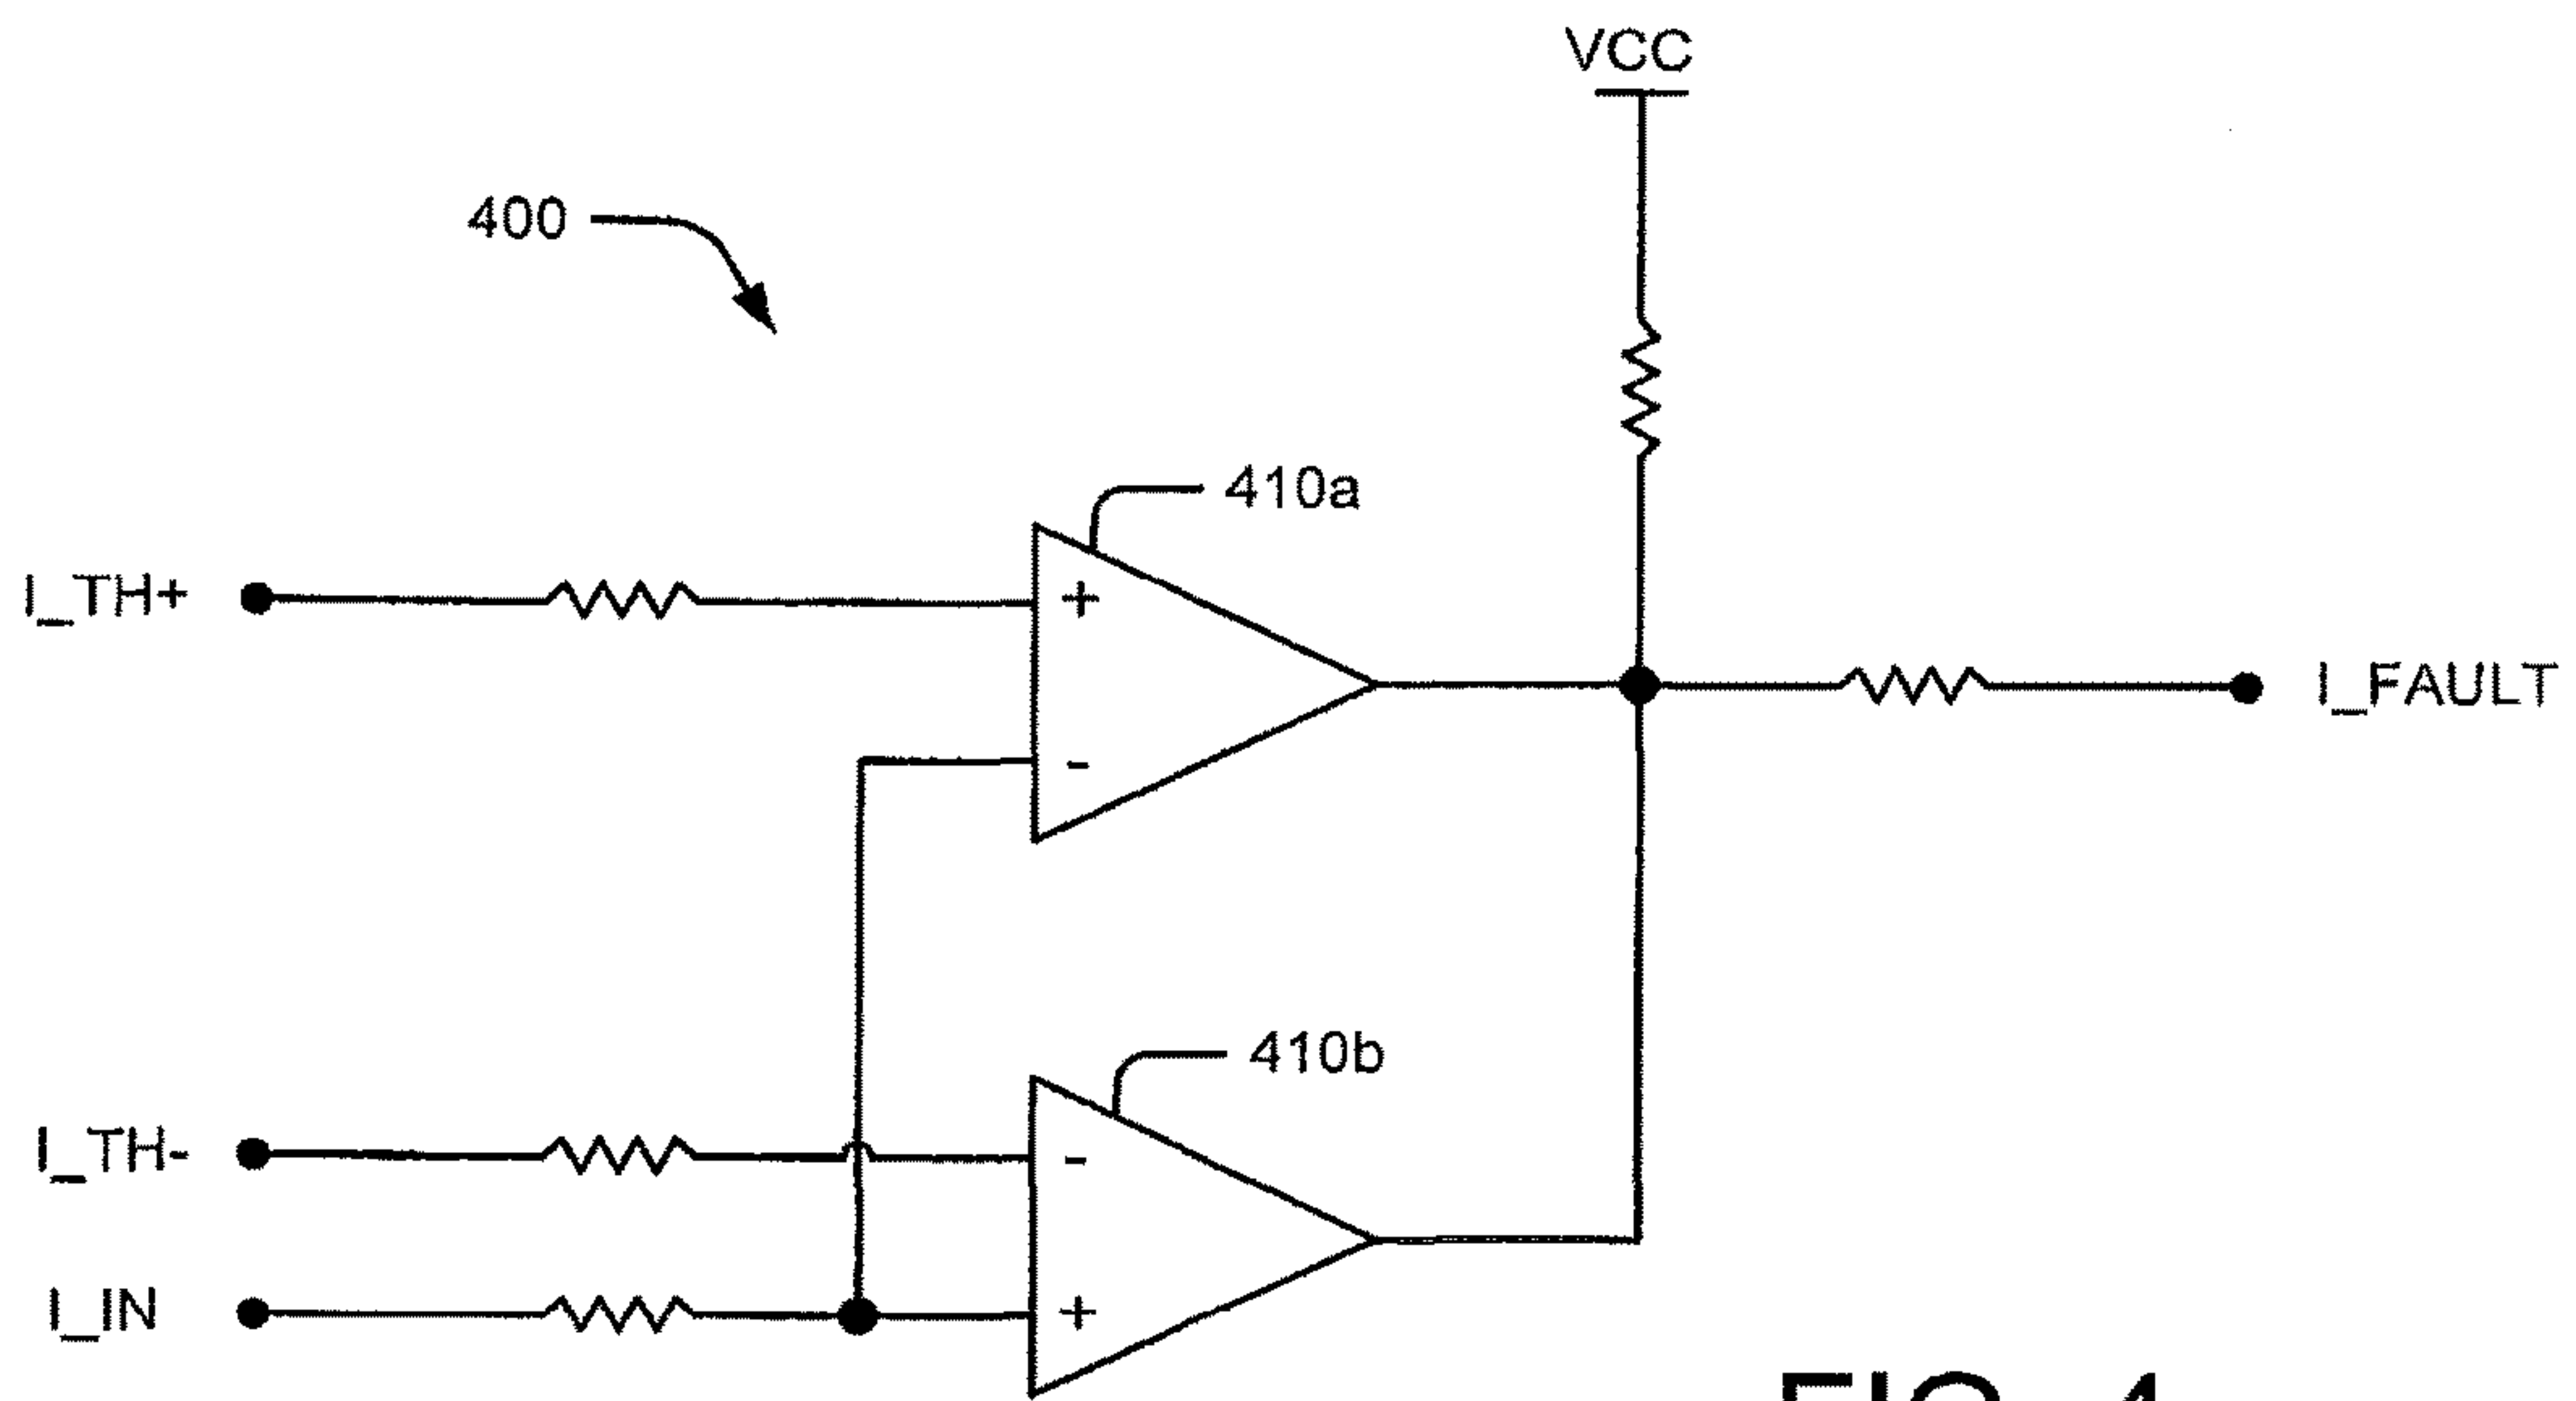 VCC
400
410a
I_TH+
+
-
I_FAULT
410b
I_TH-
-
I_IN
+